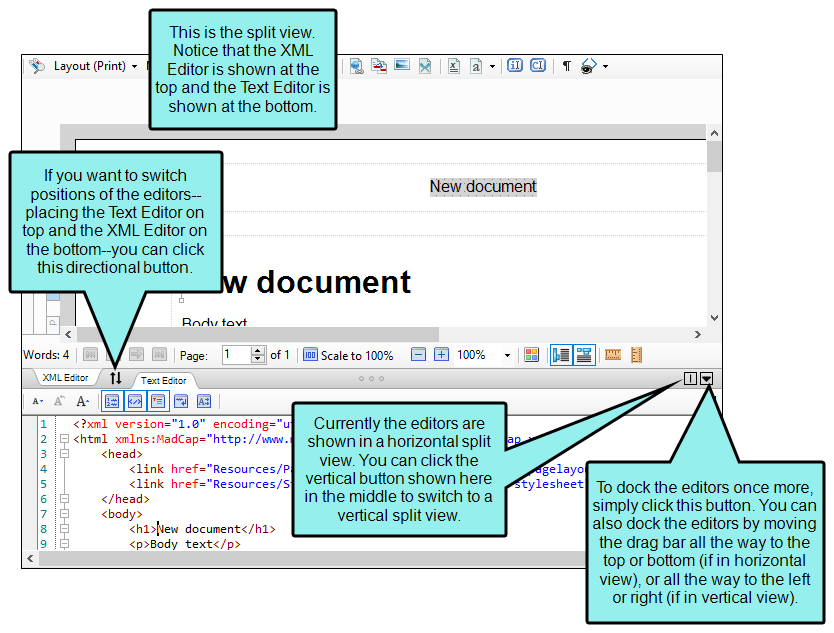 This is the split view.
Notice that the XML
Editor is shown at the
top and the Text Editor is
shown at the bottom.
Layout (Print)
If you want to switch
positions of the editors--
placing the Text Editor on
top and the XML Editor on
the bottom--you can click
this directional button.
New document
w document
Body text
Words: 4
Page:
1
of 1
Scale to 100%
100%
XML Editor
Text Editor
1 <?xml version="1.0" encoding="u
2 <html xmlns:MadCap="http://www.
3 <head>
4 <link href="Resources/Pa
agelayou
5 <link href="Resources/S
stylesheet
6 </head>
7 <body>
8 <h1>New document</h1>
9 <p>Body text</p>
Currently the editors are
shown in a horizontal split
view. You can click the
vertical button shown here
in the middle to switch to a
vertical split view.
To dock the editors once more,
simply click this button. You can
also dock the editors by moving
the drag bar all the way to the
top or bottom (if in horizontal
view), or all the way to the left
or right (if in vertical view).